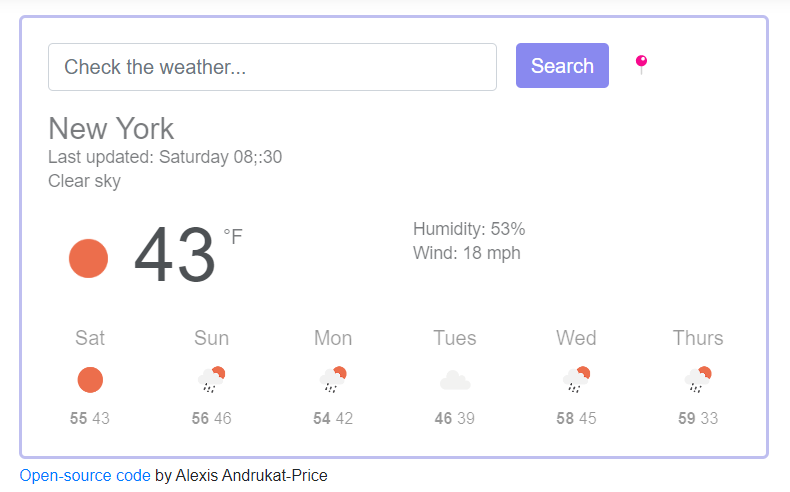 Check the weather...
Search
New York
Last updated: Saturday 08;:30
Clear sky
43 °F
Humidity: 53%
Wind: 18 mph
Sat Sun Mon Tues Wed Thurs
55 43 56 46 54 42 46 39 58 45 59 33
Open-source code by Alexis Andrukat-Price